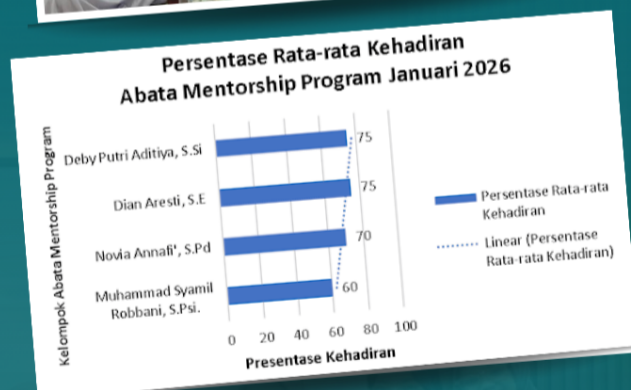 Persentase Rata-rata Kehadiran
Abata Mentorship Program Januari 2026
Kelompok Abata Mentorship Program
Deby Putri Aditiya, S.Si
75
Dian Aresti, S.E
75
Novia Annafi', S.Pd
70
Muhammad Syamil
Robbani, S.Psi.
60
0 20 40 60 80 100
Presentase Kehadiran
Persentase Rata-rata
Kehadiran
Linear (Persentase
Rata-rata Kehadiran)